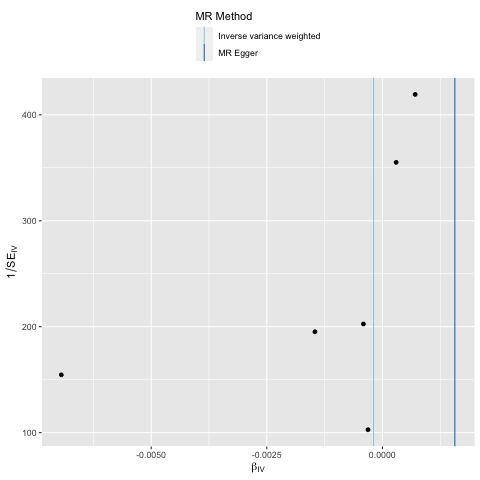 MR Method
Inverse variance weighted
MR Egger
400
300
200
100
1/SE_IV
-0.0050
-0.0025
0.0000
β_IV